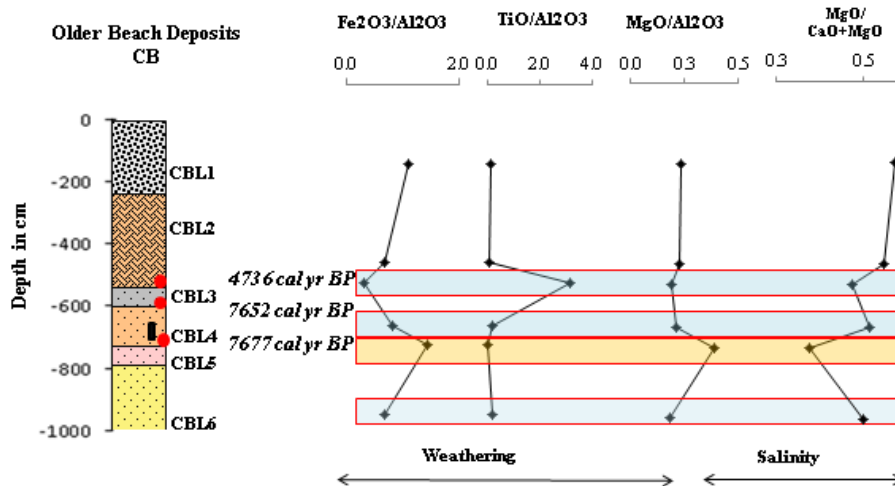 Older Beach Deposits
CB
Fe2O3/Al2O3
TiO/Al2O3
MgO/Al2O3
MgO/
CaO+MgO
0.0
2.0
0.0
2.0
4.0
0.0
0.3
0.5
0.3
0.5
Depth in cm
0
-200
-400
-600
-800
-1000
CBL1
CBL2
CBL3
CBL4
CBL5
CBL6
4736 cal yr BP
7652 cal yr BP
7677 cal yr BP
Weathering
Salinity